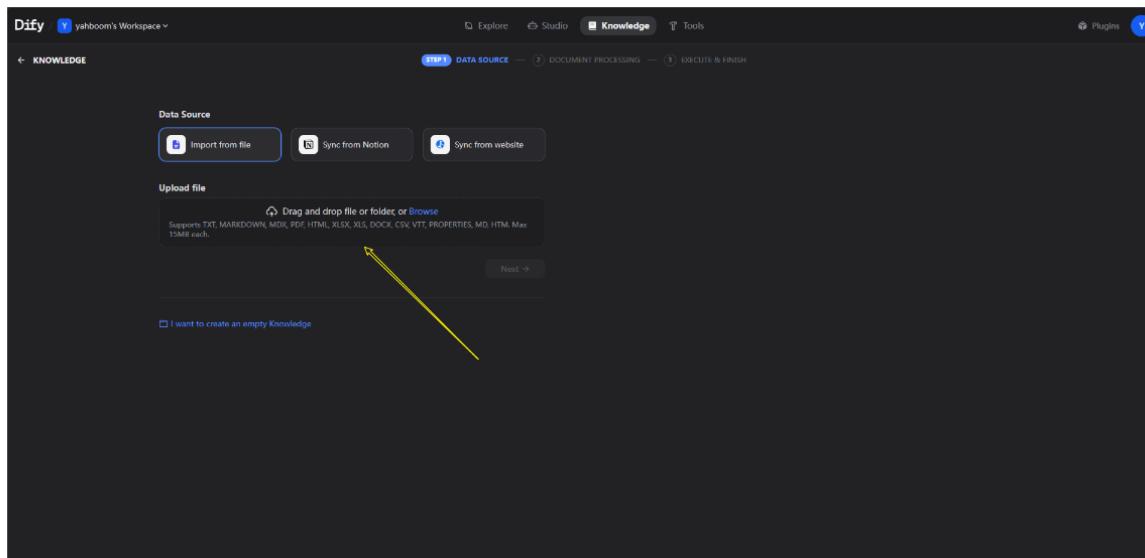 Dify / Y yahboom's Workspace
Explore Studio Knowledge Tools
Plugins Y
KNOWLEDGE
STEP 1 DATA SOURCE — 2 DOCUMENT PROCESSING — 3 EXECUTE & FINISH
Data Source
Import from file Sync from Notion Sync from website
Upload file
Drag and drop file or folder, or Browse
Supports TXT, MARKDOWN, MDX, PDF, HTML, XLSX, XLS, DOCX, CSV, VTT, PROPERTIES, MD, HTM. Max
15MB each.
Next →
I want to create an empty Knowledge